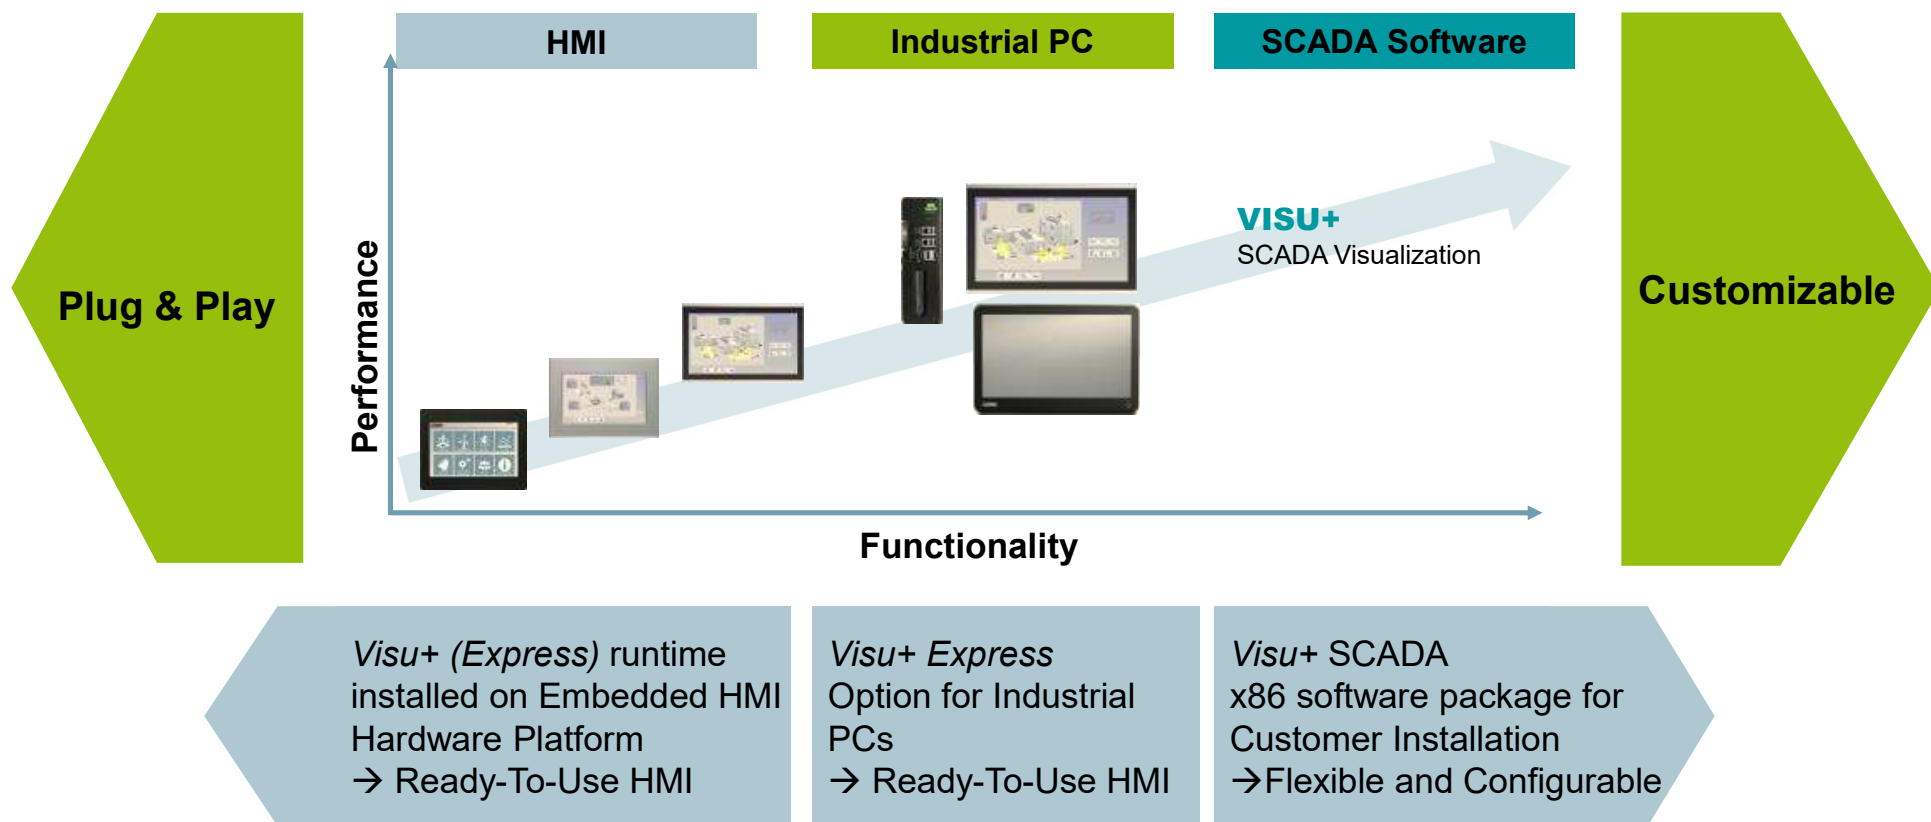 HMI
Industrial PC
SCADA Software
Plug & Play
Performance
VISU+
SCADA Visualization
Customizable
Functionality
Visu+ (Express) runtime
installed on Embedded HMI
Hardware Platform
→ Ready-To-Use HMI
Visu+ Express
Option for Industrial
PCs
→ Ready-To-Use HMI
Visu+ SCADA
x86 software package for
Customer Installation
→Flexible and Configurable